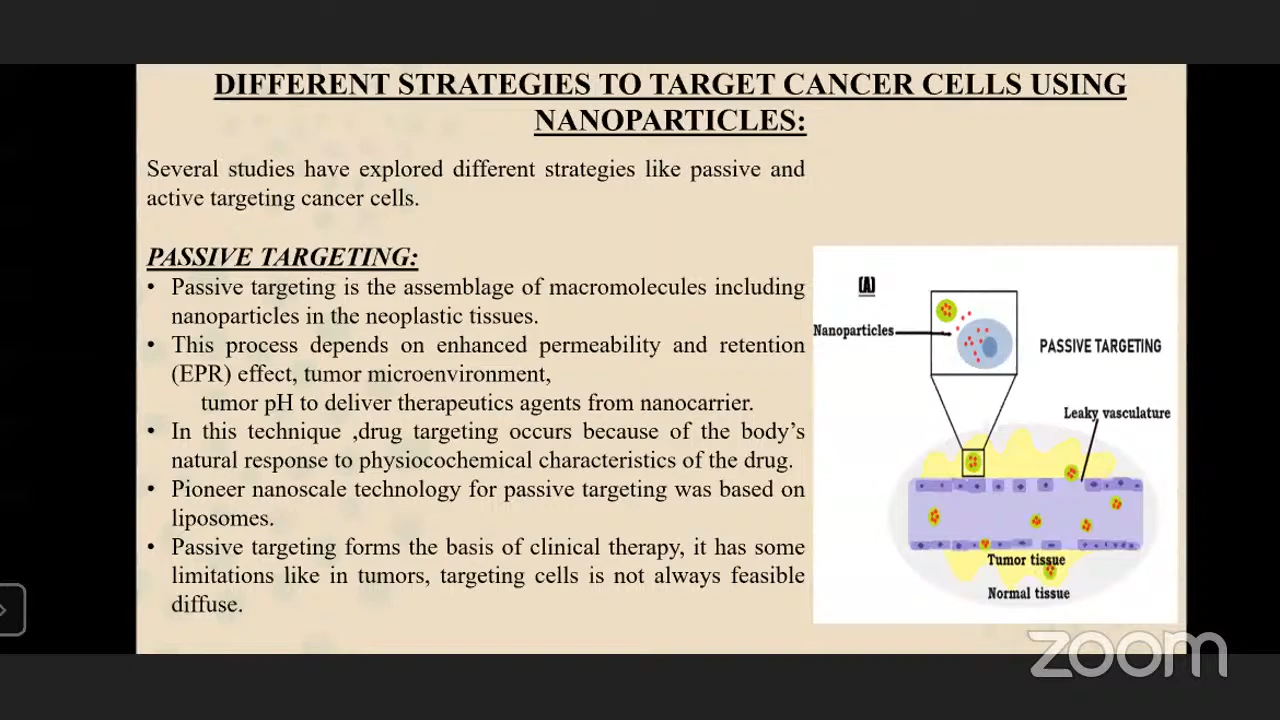 DIFFERENT STRATEGIES TO TARGET CANCER CELLS USING
NANOPARTICLES:
Several studies have explored different strategies like passive and
active targeting cancer cells.
PASSIVE TARGETING:
• Passive targeting is the assemblage of macromolecules including
nanoparticles in the neoplastic tissues.
• This process depends on enhanced permeability and retention
(EPR) effect, tumor microenvironment,
tumor pH to deliver therapeutics agents from nanocarrier.
• In this technique ,drug targeting occurs because of the body’s
natural response to physiocochemical characteristics of the drug.
• Pioneer nanoscale technology for passive targeting was based on
liposomes.
• Passive targeting forms the basis of clinical therapy, it has some
limitations like in tumors, targeting cells is not always feasible
diffuse.
(A)
Nanoparticles
PASSIVE TARGETING
Leaky vasculature
Tumor tissue
Normal tissue
zoom